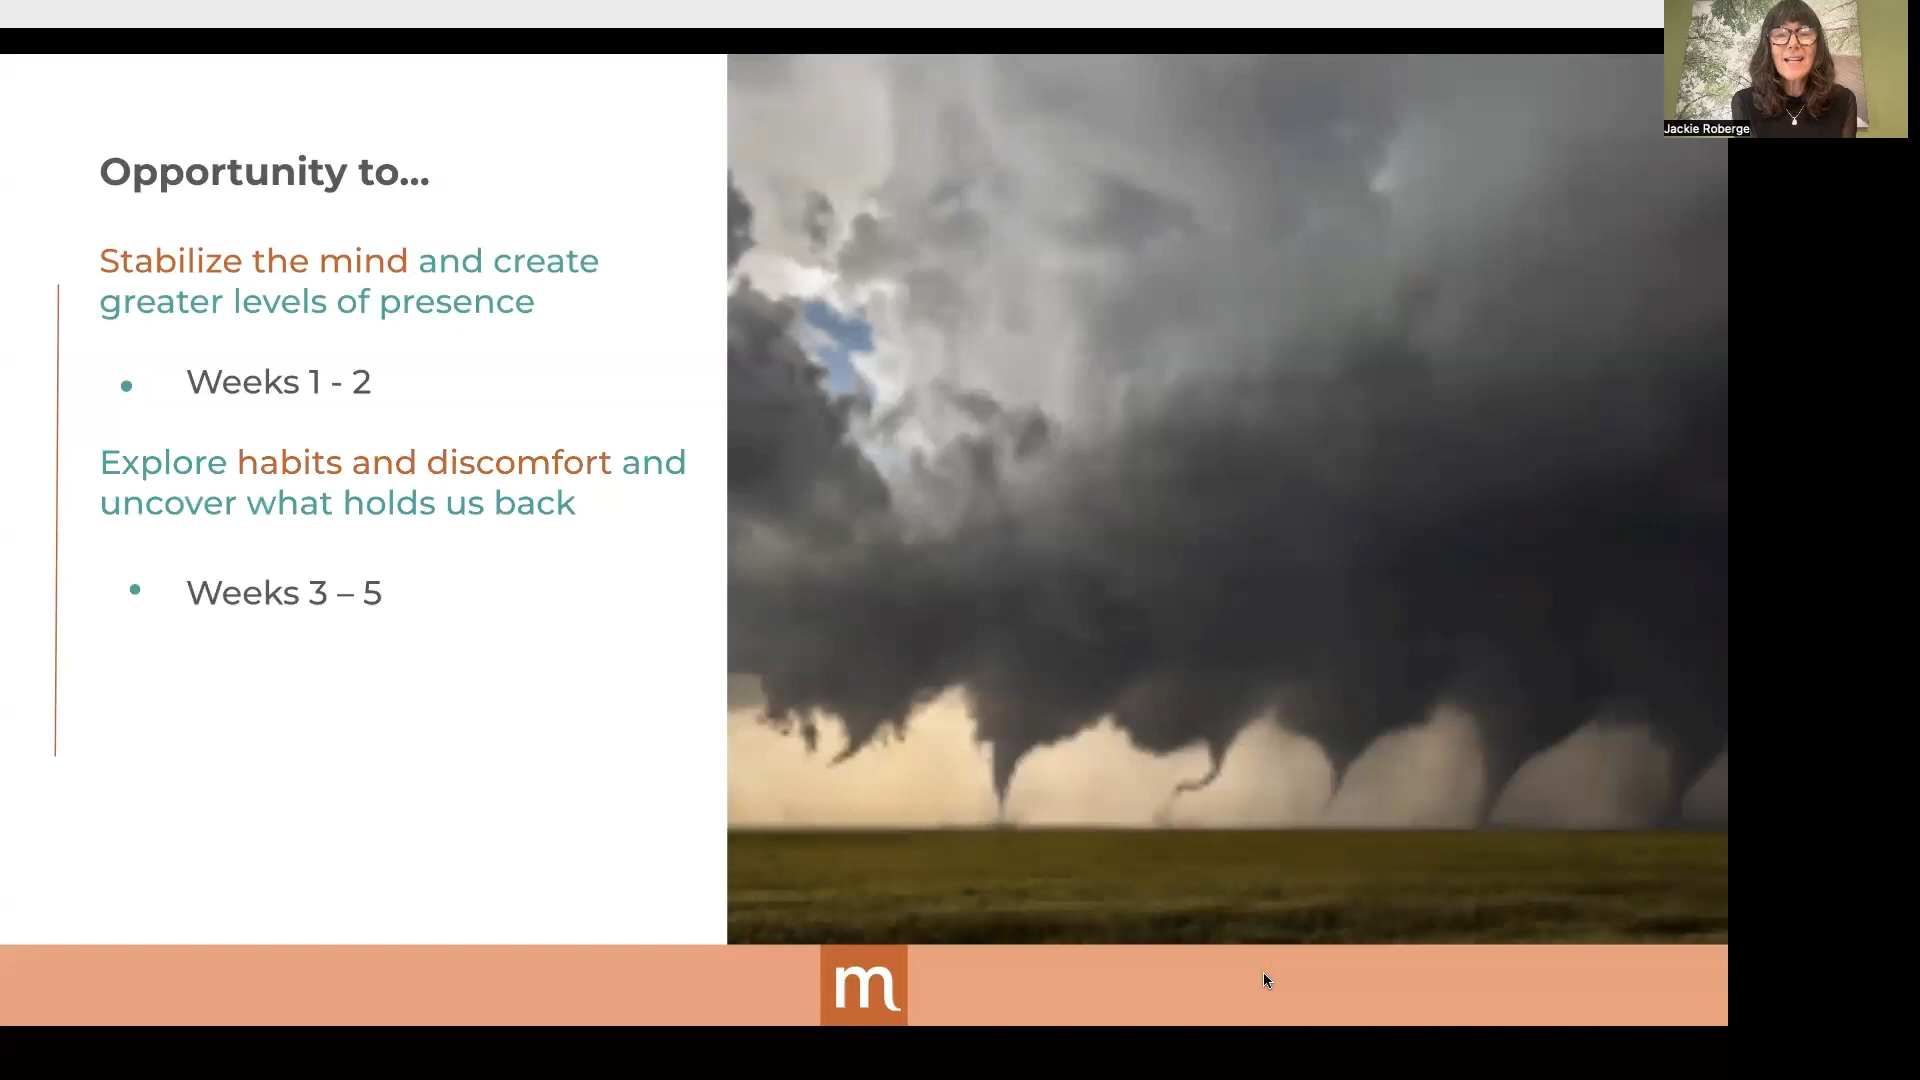 Jackie Roberge
Opportunity to...
Stabilize the mind and create
greater levels of presence
• Weeks 1 - 2
Explore habits and discomfort and
uncover what holds us back
• Weeks 3 – 5
m